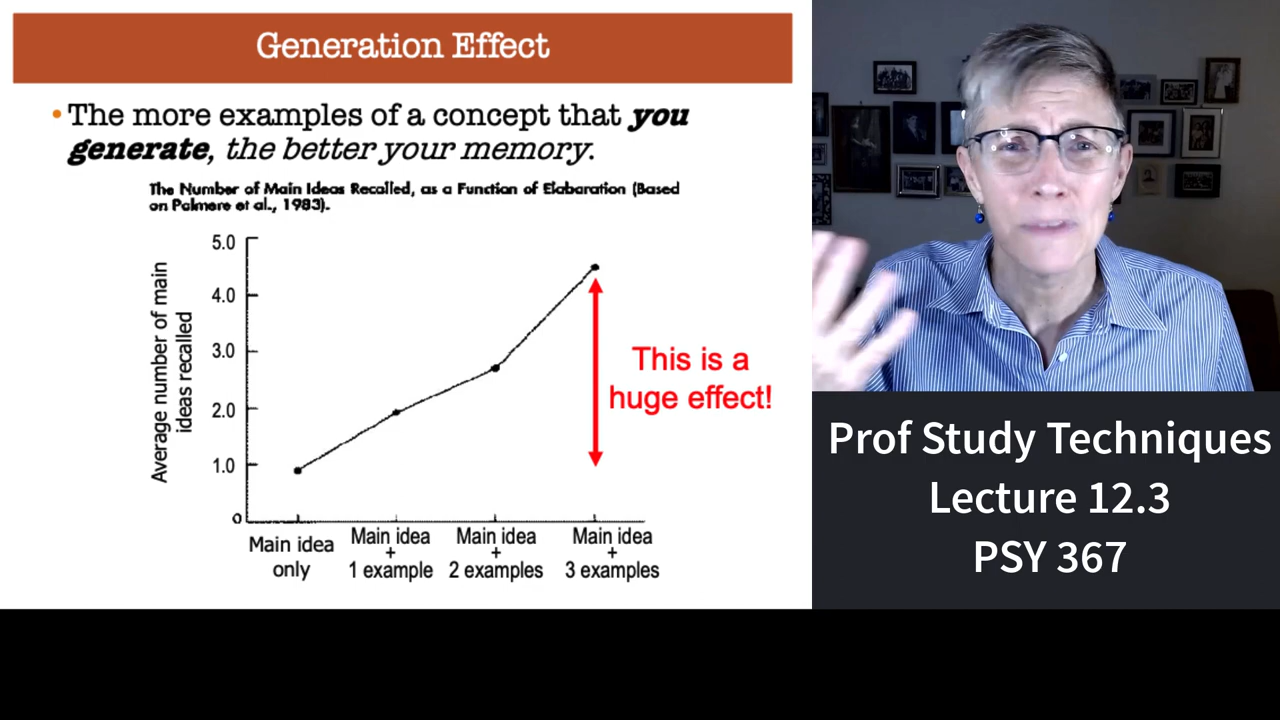 Generation Effect
• The more examples of a concept that you
generate, the better your memory.
The Number of Main Ideas Recalled, as a Function of Elabaration (Based
on Palmere et al., 1983).
Average number of main
ideas recalled
5.0
4.0
3.0
2.0
1.0
0
This is a
huge effect!
Main idea
only
Main idea
+
1 example
Main idea
+
2 examples
Main idea
+
3 examples
Prof Study Techniques
Lecture 12.3
PSY 367